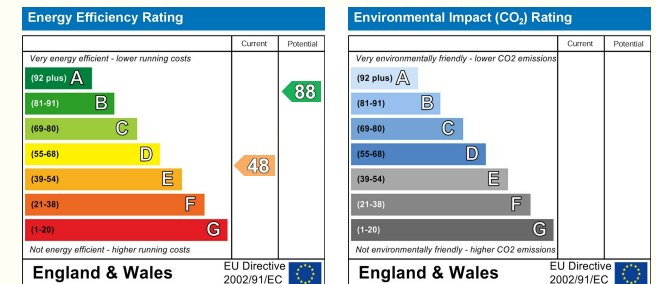 Energy Efficiency Rating
Current Potential
Very energy efficient - lower running costs
(92 plus) A
(81-91) B
(69-80) C
(55-68) D
(39-54) E
(21-38) F
(1-20) G
88
48
Not energy efficient - higher running costs
England & Wales
EU Directive
2002/91/EC
Environmental Impact (CO₂) Rating
Current Potential
Very environmentally friendly - lower CO2 emissions
(92 plus) A
(81-91) B
(69-80) C
(55-68) D
(39-54) E
(21-38) F
(1-20) G
Not environmentally friendly - higher CO2 emissions
England & Wales
EU Directive
2002/91/EC